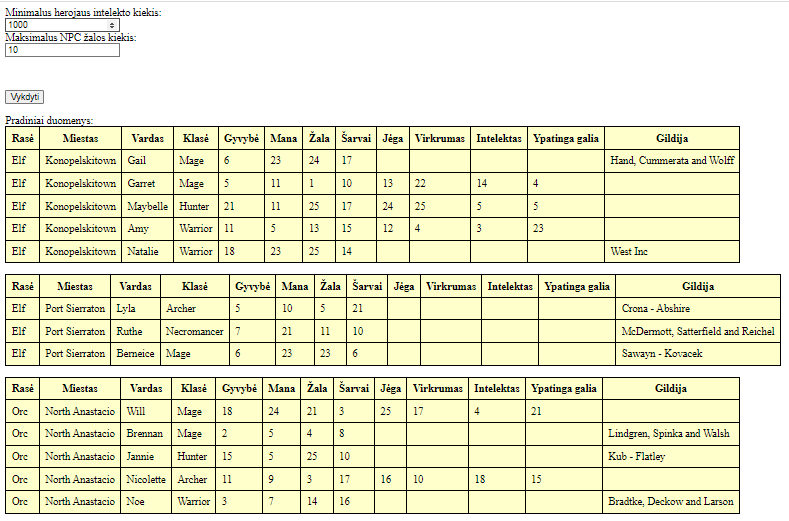 Minimalus herojaus intelekto kiekis:
1000
Maksimalus NPC žalos kiekis:
10
Vykdyti
Pradiniai duomenys:
Rasė Miestas Vardas Klasė Gyvybė Mana Žala Šarvai Jėga Virkrumas Intelektas Ypatinga galia Gildija
Elf Konopelskitown Gail Mage 6 23 24 17 Hand, Cummerata and Wolff
Elf Konopelskitown Garret Mage 5 11 1 10 13 22 14 4
Elf Konopelskitown Maybelle Hunter 21 11 25 17 24 25 5 5
Elf Konopelskitown Amy Warrior 11 5 13 15 12 4 3 23
Elf Konopelskitown Natalie Warrior 18 23 25 14 West Inc
Rasė Miestas Vardas Klasė Gyvybė Mana Žala Šarvai Jėga Virkrumas Intelektas Ypatinga galia Gildija
Elf Port Sierraton Lyla Archer 5 10 5 21 Crona - Abshire
Elf Port Sierraton Ruthe Necromancer 7 21 11 10 McDermott, Satterfield and Reichel
Elf Port Sierraton Berneice Mage 6 23 23 6 Sawayn - Kovacek
Rasė Miestas Vardas Klasė Gyvybė Mana Žala Šarvai Jėga Virkrumas Intelektas Ypatinga galia Gildija
Orc North Anastacio Will Mage 18 24 21 3 25 17 4 21
Orc North Anastacio Brennan Mage 2 5 4 8 Lindgren, Spinka and Walsh
Orc North Anastacio Jannie Hunter 15 5 25 10 Kub - Flatley
Orc North Anastacio Nicolette Archer 11 9 3 17 16 10 18 15
Orc North Anastacio Noe Warrior 3 7 14 16 Bradtke, Deckow and Larson